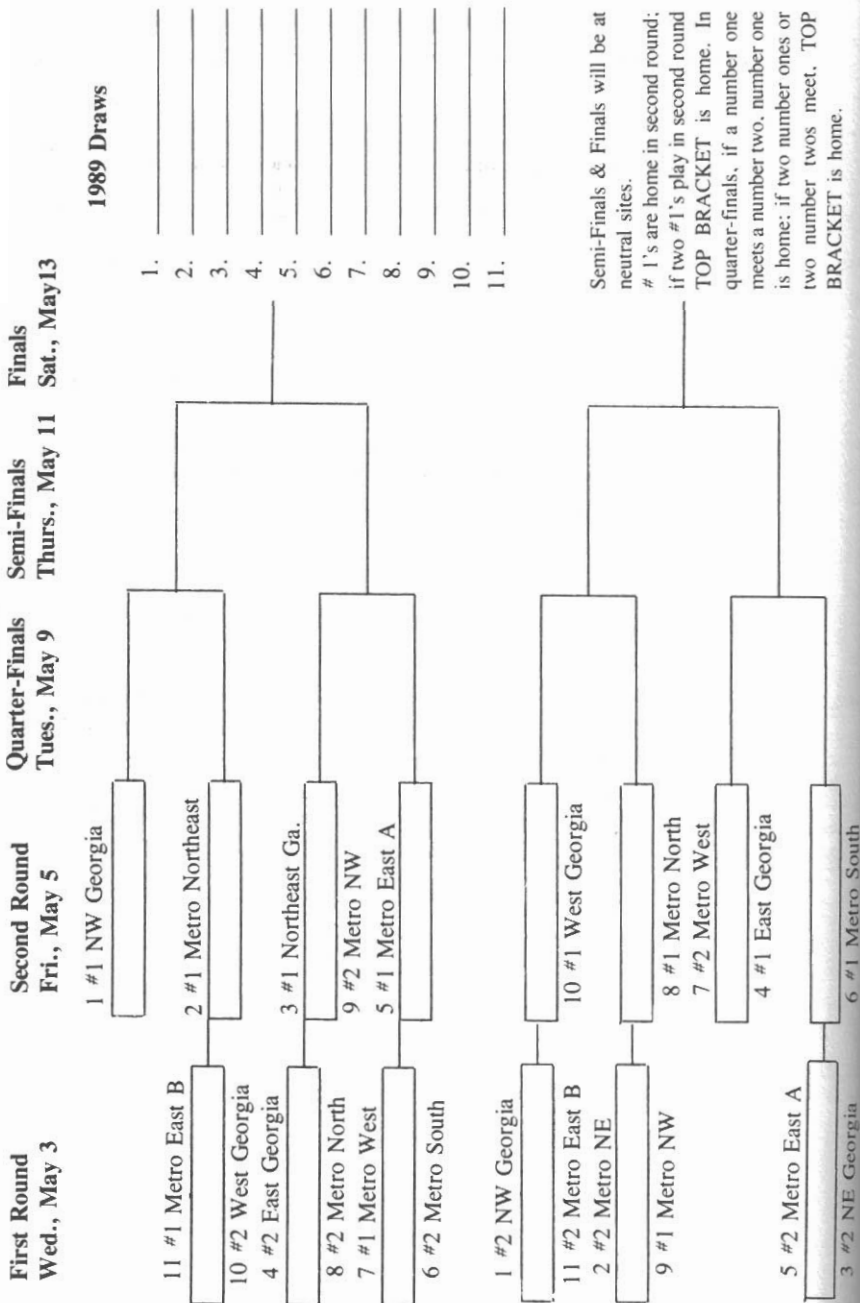 First Round
Wed., May 3
Second Round
Fri., May 5
Quarter-Finals
Tues., May 9
Semi-Finals
Thurs., May 11
Finals
Sat., May13
1989 Draws
11 #1 Metro East B
10 #2 West Georgia
4 #2 East Georgia
8 #2 Metro North
7 #1 Metro West
6 #2 Metro South
1 #2 NW Georgia
11 #2 Metro East B
2 #2 Metro NE
9 #1 Metro NW
5 #2 Metro East A
3 #2 NE Georgia
1 #1 NW Georgia
2 #1 Metro Northeast
3 #1 Northeast Ga.
9 #2 Metro NW
5 #1 Metro East A
10 #1 West Georgia
8 #1 Metro North
7 #2 Metro West
4 #1 East Georgia
6 #1 Metro South
1.
2.
3.
4.
5.
6.
7.
8.
9.
10.
11.
Semi-Finals & Finals will be at
neutral sites.
# 1's are home in second round;
if two #1's play in second round
TOP BRACKET is home. In
quarter-finals, if a number one
meets a number two, number one
is home; if two number ones or
two number twos meet, TOP
BRACKET is home.